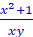 x² + 1
xy